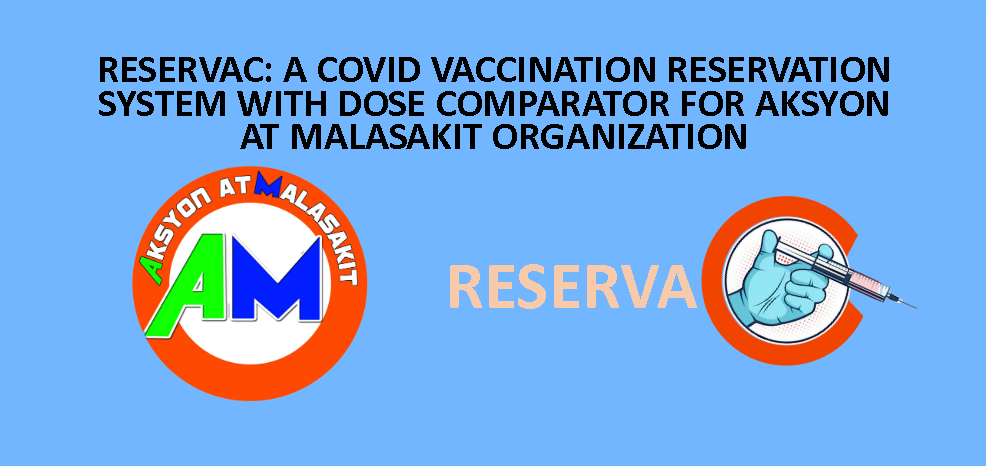 RESERVAC: A COVID VACCINATION RESERVATION
SYSTEM WITH DOSE COMPARATOR FOR AKSYON
AT MALASAKIT ORGANIZATION
AKSYON AT MALASAKIT
AM
RESERVAC